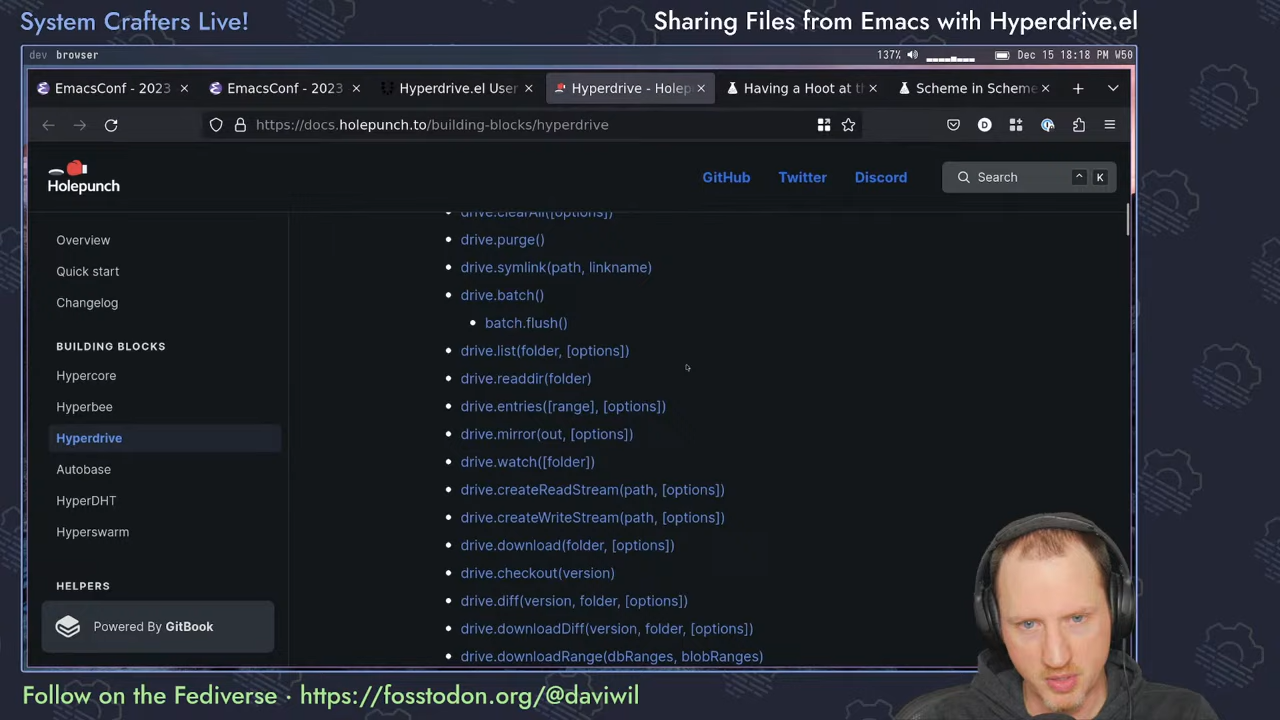 System Crafters Live!
Sharing Files from Emacs with Hyperdrive.el
dev browser
137% Dec 15 18:18 PM W50
EmacsConf - 2023
EmacsConf - 2023
Hyperdrive.el User
Hyperdrive - Holep
Having a Hoot at th
Scheme in Scheme
https://docs.holepunch.to/building-blocks/hyperdrive
Holepunch
GitHub
Twitter
Discord
Search
^
K
Overview
Quick start
Changelog
BUILDING BLOCKS
Hypercore
Hyperbee
Hyperdrive
Autobase
HyperDHT
Hyperswarm
HELPERS
Powered By GitBook
drive.clearAll([options])
drive.purge()
drive.symlink(path, linkname)
drive.batch()
batch.flush()
drive.list(folder, [options])
drive.readdir(folder)
drive.entries([range], [options])
drive.mirror(out, [options])
drive.watch([folder])
drive.createReadStream(path, [options])
drive.createWriteStream(path, [options])
drive.download(folder, [options])
drive.checkout(version)
drive.diff(version, folder, [options])
drive.downloadDiff(version, folder, [options])
drive.downloadRange(dbRanges, blobRanges)
Follow on the Fediverse · https://fosstodon.org/@daviwil